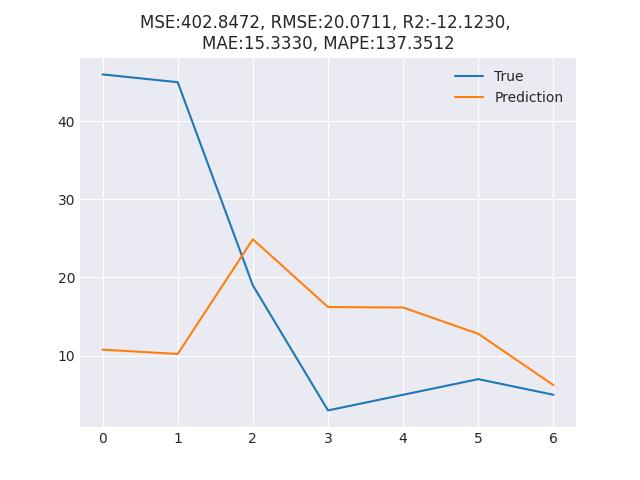 MSE:402.8472, RMSE:20.0711, R2:-12.1230,
MAE:15.3330, MAPE:137.3512
True
Prediction
40
30
20
10
0 1 2 3 4 5 6